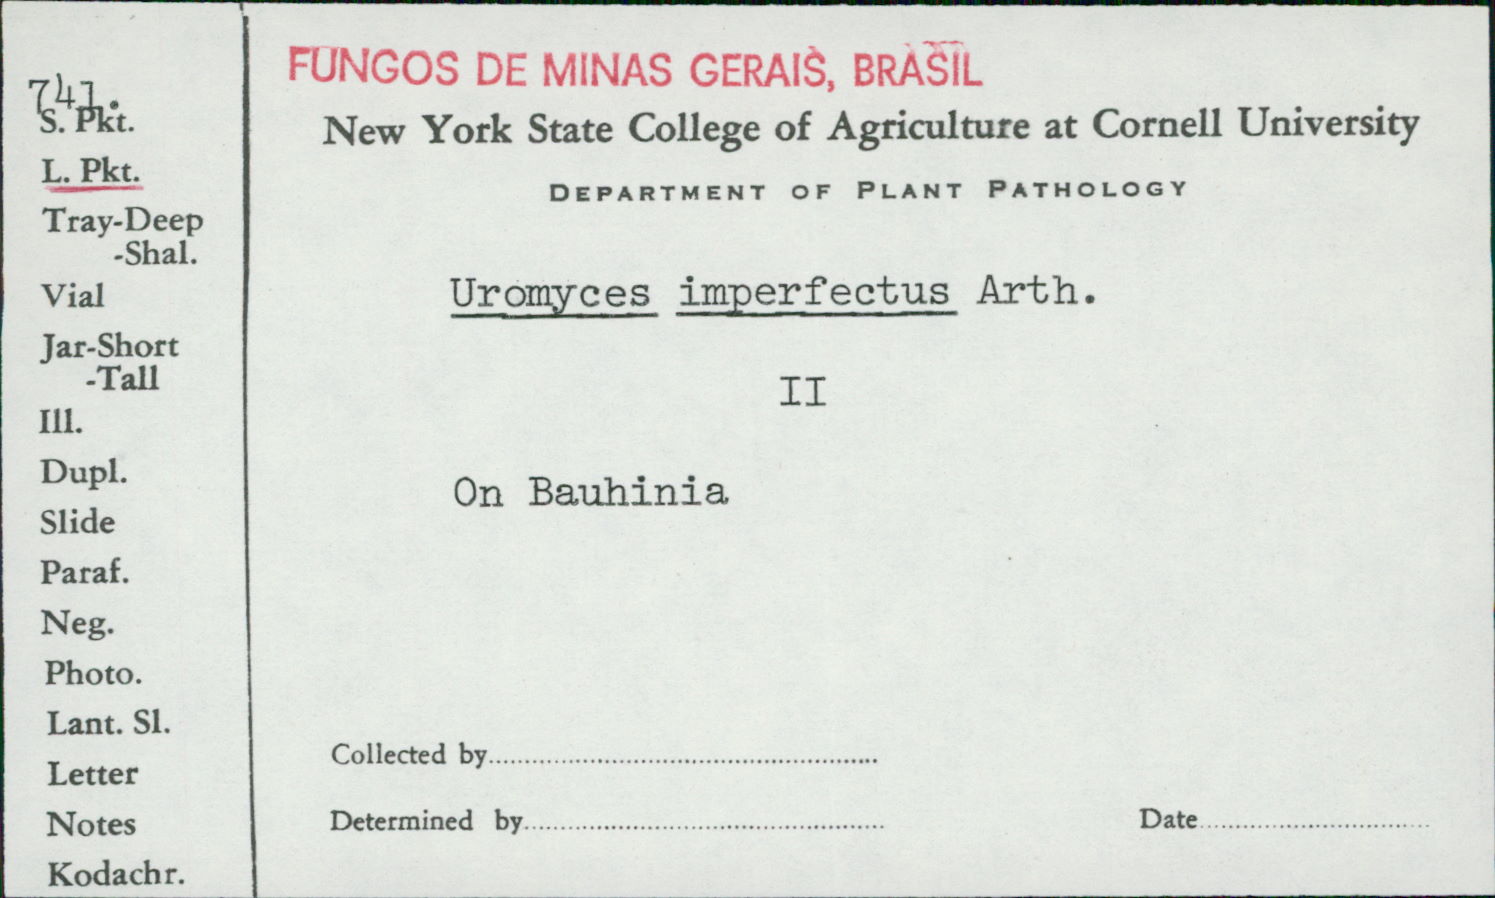 741.
S. Pkt.
L. Pkt.
Tray-Deep
-Shal.
Vial
Jar-Short
-Tall
Ill.
Dupl.
Slide
Paraf.
Neg.
Photo.
Lant. Sl.
Letter
Notes
Kodachr.
FUNGOS DE MINAS GERAIS, BRASIL
New York State College of Agriculture at Cornell University
DEPARTMENT OF PLANT PATHOLOGY
Uromyces imperfectus Arth.
II
On Bauhinia
Collected by
Determined by
Date